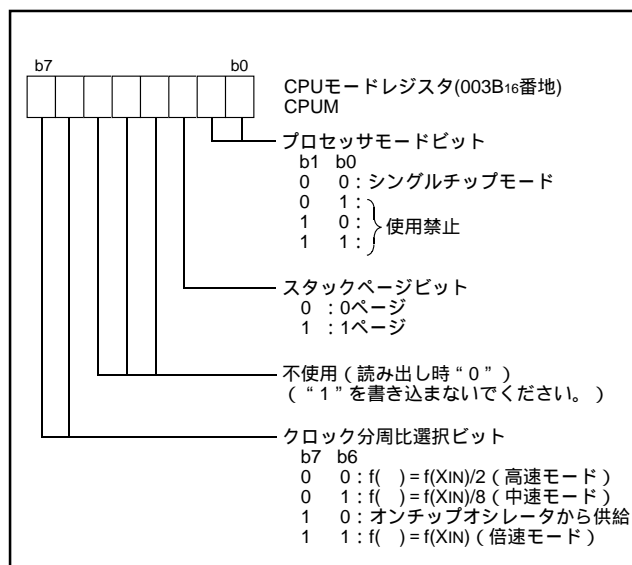 b7 b0
CPUモードレジスタ(003B16番地)
CPUM
プロセッサモードビット
b1 b0
0 0：シングルチップモード
0 1：
1 0：
使用禁止
1 1：
スタックページビット
0 ：0ページ
1 ：1ページ
不使用（読み出し時“0”）
（“1”を書き込まないでください。）
クロック分周比選択ビット
b7 b6
0 0：f( ) = f(XIN)/2（高速モード）
0 1：f( ) = f(XIN)/8（中速モード）
1 0：オンチップオシレータから供給
1 1：f( ) = f(XIN)（倍速モード）